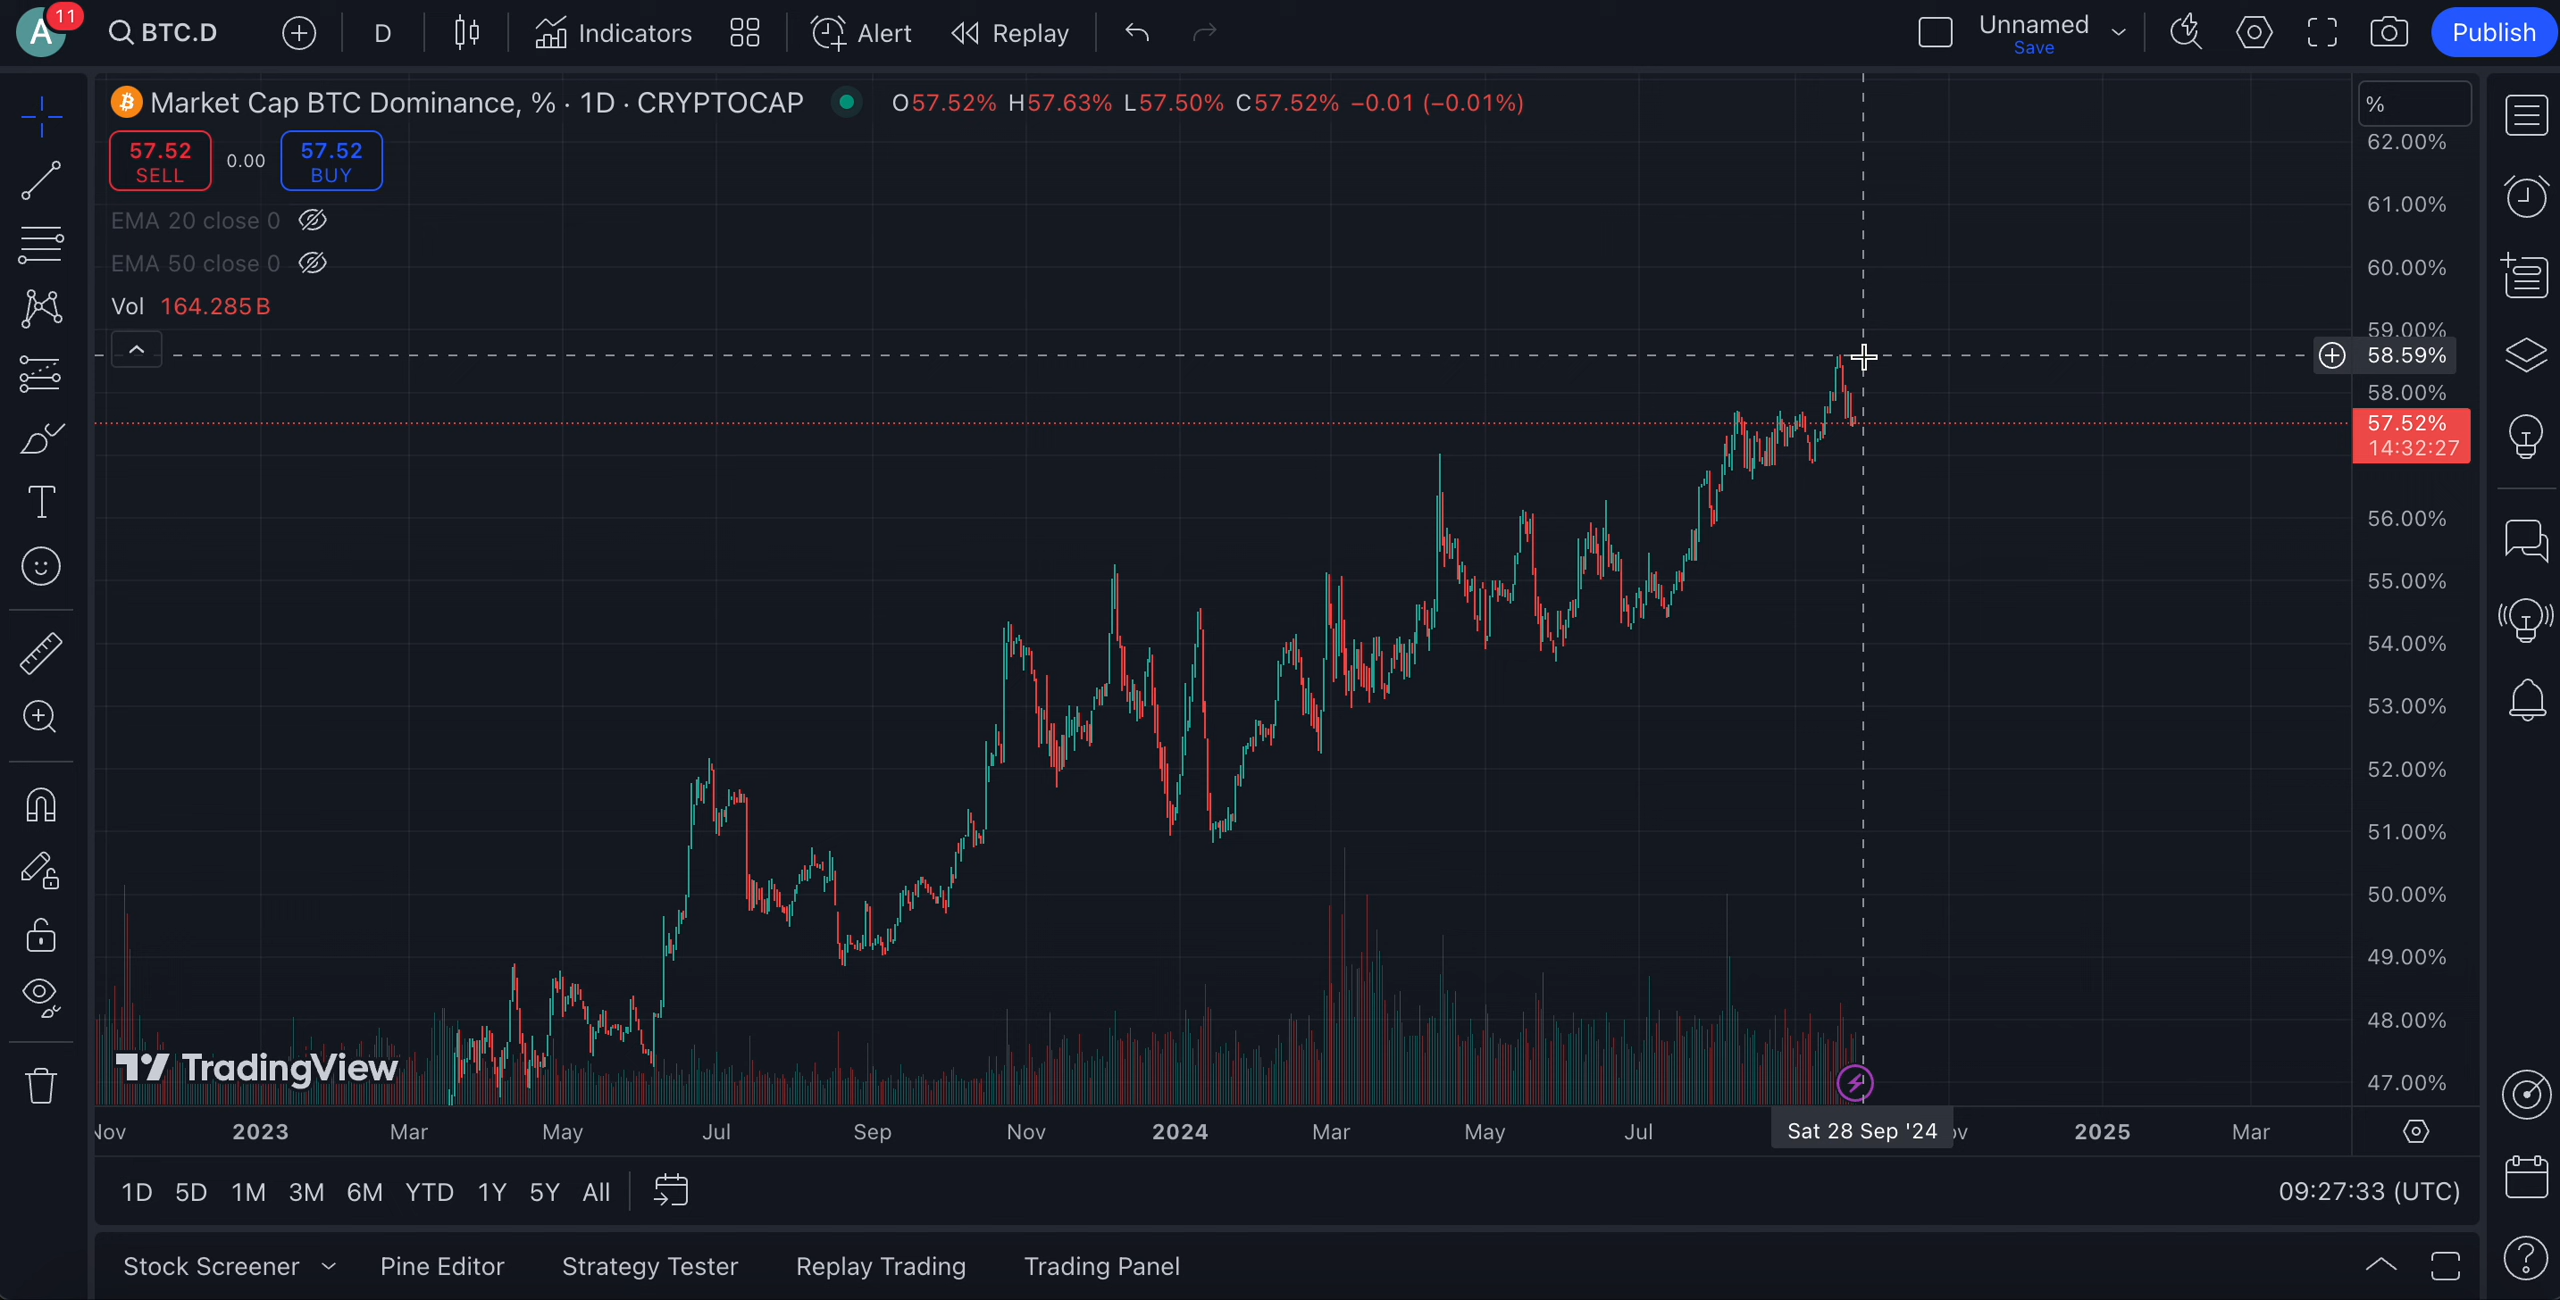 A 11 BTC.D D Indicators Alert Replay Unnamed Save Publish
Market Cap BTC Dominance, % · 1D · CRYPTOCAP O57.52% H57.63% L57.50% C57.52% −0.01 (−0.01%) %
57.52 SELL 0.00 57.52 BUY
EMA 20 close 0
EMA 50 close 0
Vol 164.285B
62.00%
61.00%
60.00%
59.00%
58.59%
58.00%
57.52%
14:32:27
56.00%
55.00%
54.00%
53.00%
52.00%
51.00%
50.00%
49.00%
48.00%
47.00%
TradingView
Nov 2023 Mar May Jul Sep Nov 2024 Mar May Jul Sat 28 Sep '24 2025 Mar
1D 5D 1M 3M 6M YTD 1Y 5Y All 09:27:33 (UTC)
Stock Screener Pine Editor Strategy Tester Replay Trading Trading Panel